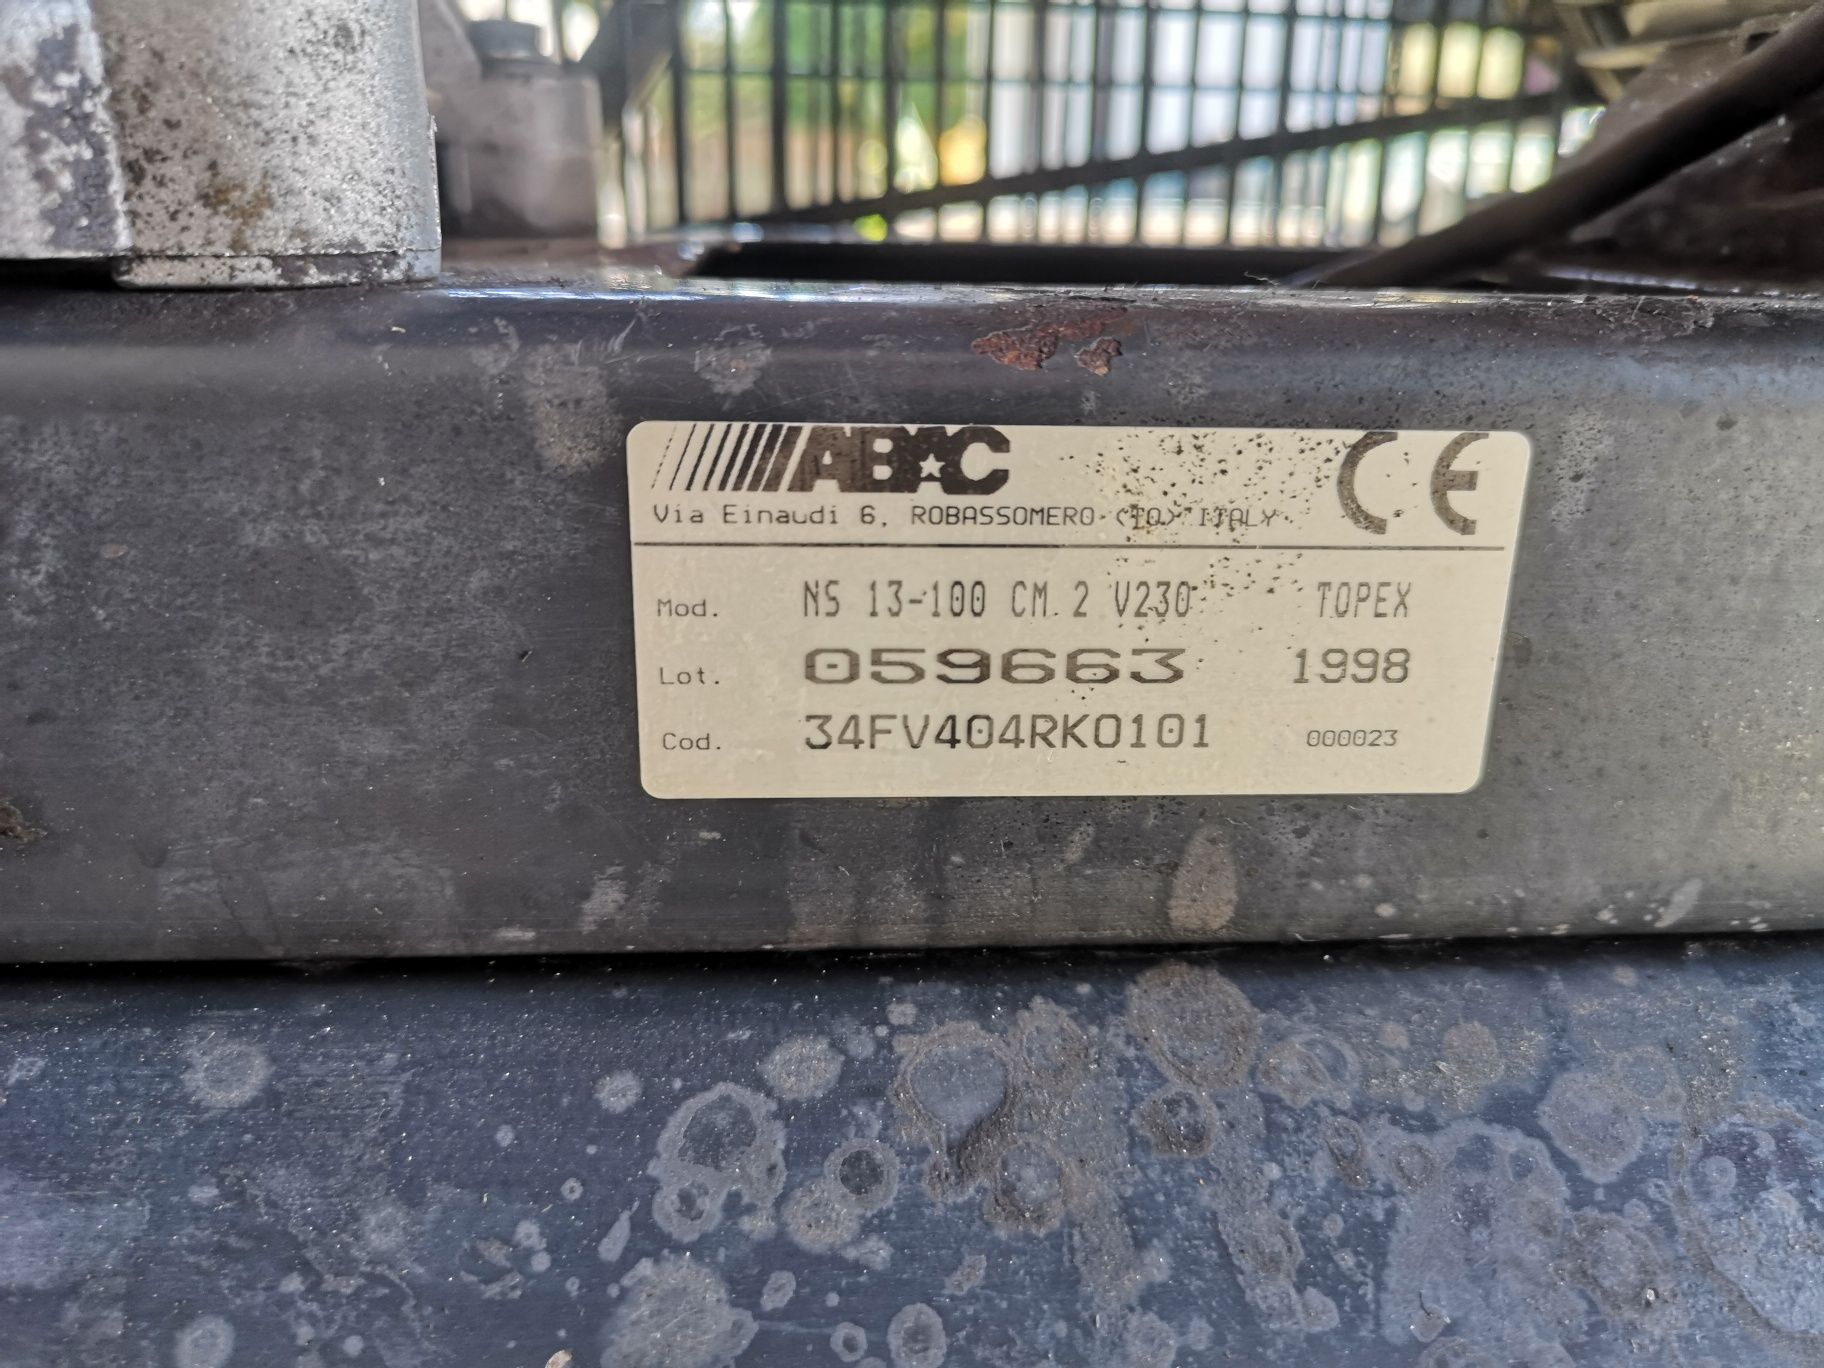 ABAC CE
Via Einaudi 6, ROBASSOMERO (TO) ITALY
Mod. NS 13-100 CM.2 V230 TOPEX
Lot. 059663 1998
Cod. 34FV404RK0101 000023